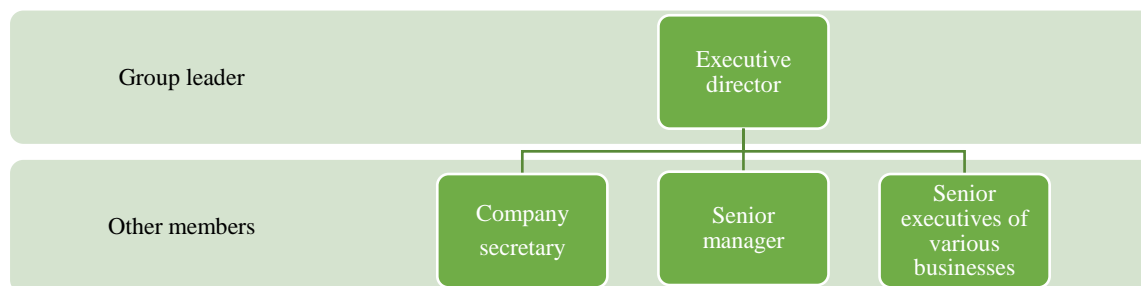 Group leader
Executive
director
Other members
Company
secretary
Senior
manager
Senior
executives of
various
businesses